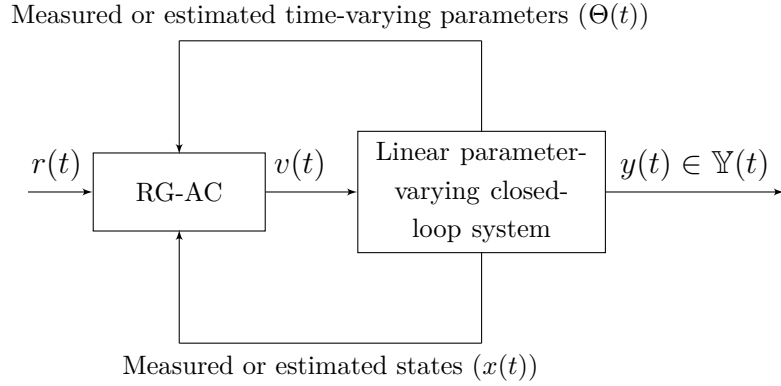 Measured or estimated time-varying parameters (Θ(t))
r(t)
RG-AC
v(t)
Linear parameter-
varying closed-
loop system
y(t) ∈ 𝕐(t)
Measured or estimated states (x(t))